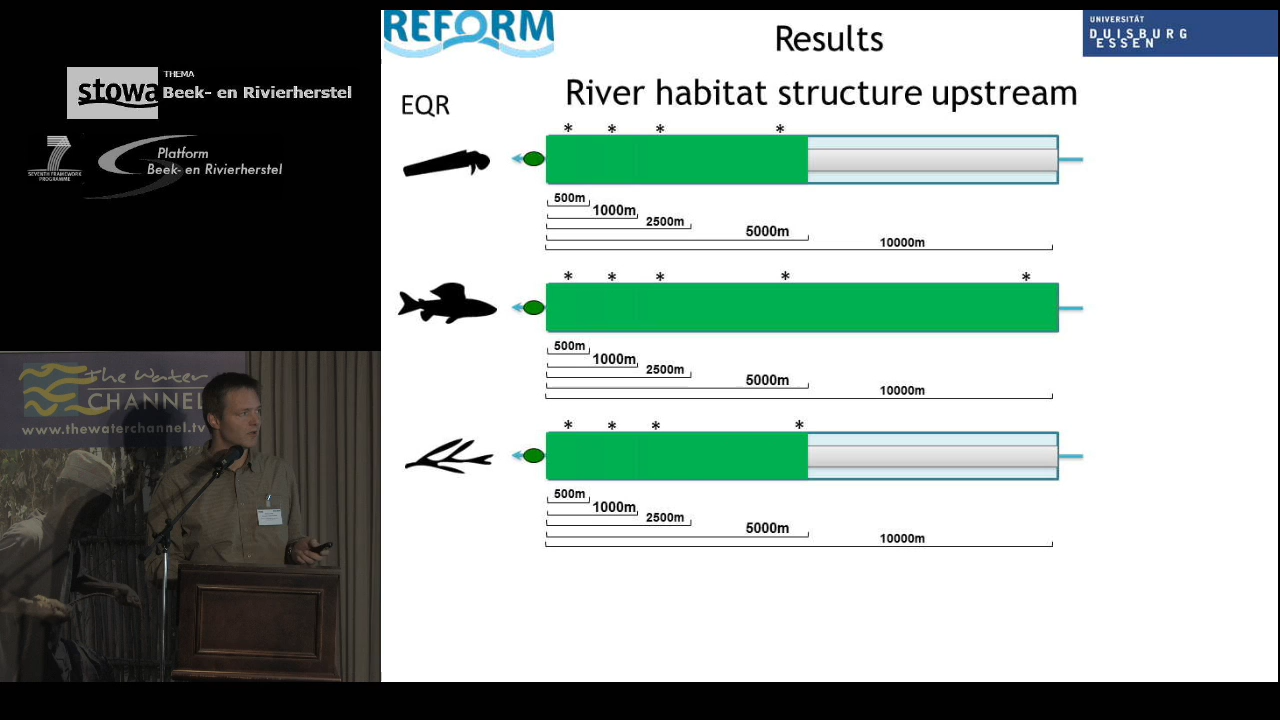 stowa
THEMA
Beek- en Rivierherstel
SEVENTH FRAMEWORK
PROGRAMME
Platform
Beek- en Rivierherstel
the water
CHANNEL
www.thewaterchannel.tv
REFORM
Results
UNIVERSITÄT
DUISBURG
ESSEN
River habitat structure upstream
EQR
* * * *
500m
1000m
2500m
5000m
10000m
* * * * *
500m
1000m
2500m
5000m
10000m
* * * *
500m
1000m
2500m
5000m
10000m